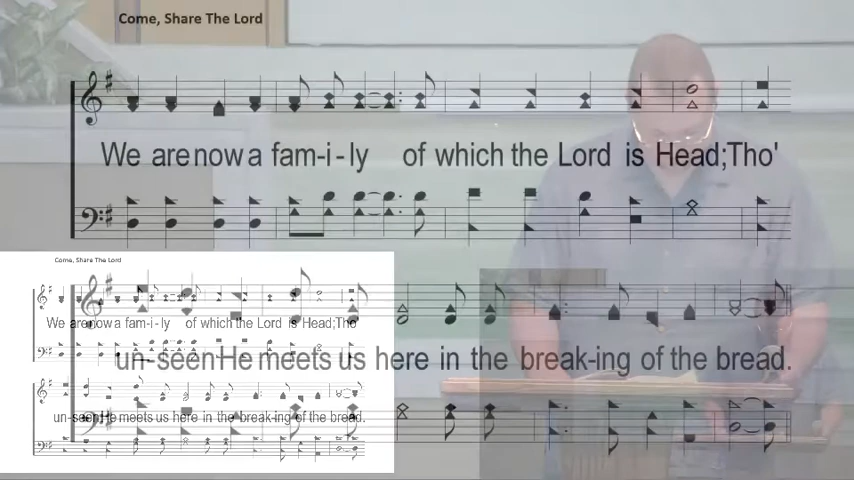 Come, Share The Lord
We are now a fam-i-ly of which the Lord is Head;Tho'
un-seen He meets us here in the break-ing of the bread.
Come, Share The Lord
We are now a fam-i-ly of which the Lord is Head;Tho'
un-seen He meets us here in the break-ing of the bread.